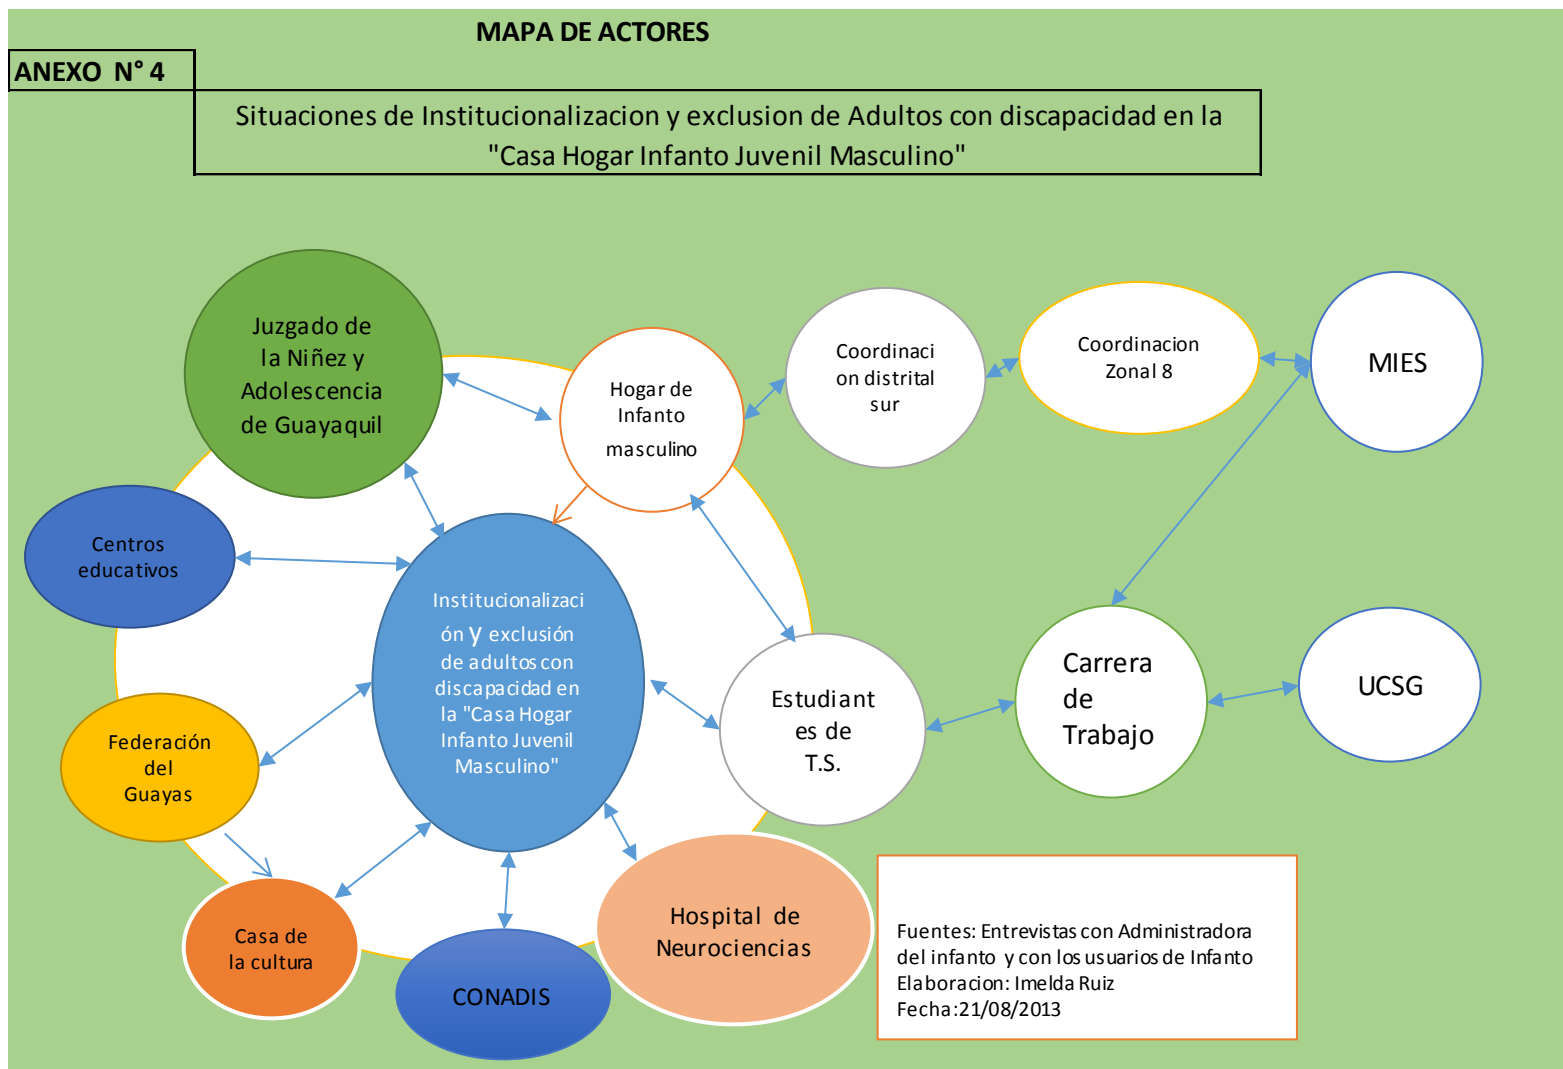 MAPA DE ACTORES
ANEXO N° 4
Situaciones de Institucionalizacion y exclusion de Adultos con discapacidad en la
"Casa Hogar Infanto Juvenil Masculino"
Juzgado de
la Niñez y
Adolescencia
de Guayaquil
Hogar de
Infanto
masculino
Coordinaci
on distrital
sur
Coordinacion
Zonal 8
MIES
Centros
educativos
Institucionalizaci
ón y exclusión
de adultos con
discapacidad en
la "Casa Hogar
Infanto Juvenil
Masculino"
Estudiant
es de
T.S.
Carrera
de
Trabajo
UCSG
Federación
del
Guayas
Casa de
la cultura
CONADIS
Hospital de
Neurociencias
Fuentes: Entrevistas con Administradora
del infanto y con los usuarios de Infanto
Elaboracion: Imelda Ruiz
Fecha:21/08/2013